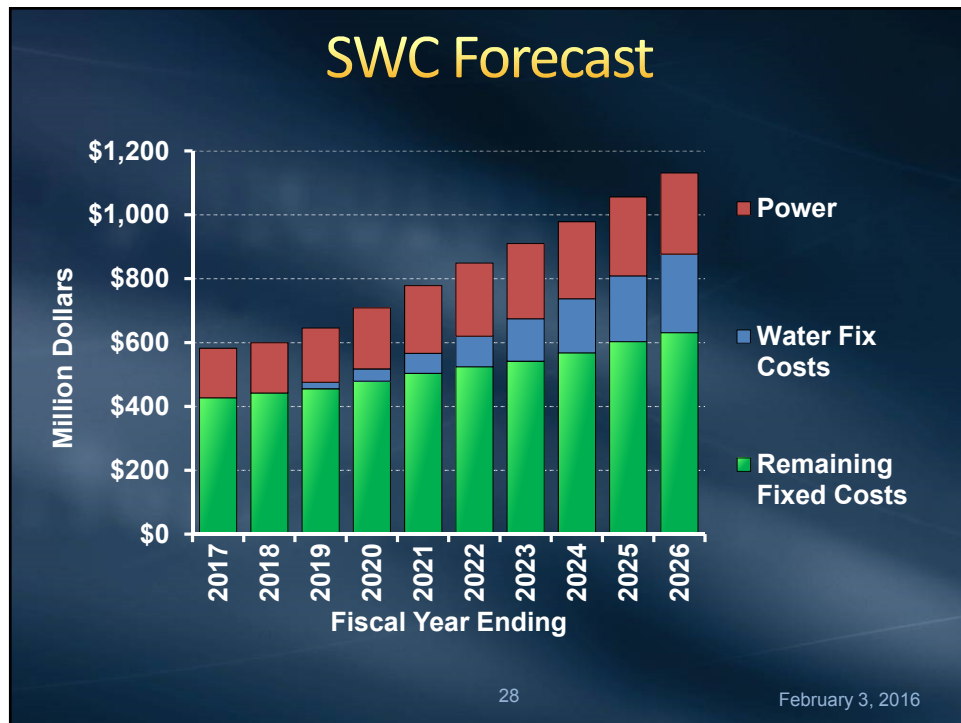 SWC Forecast
$1,200
$1,000
$800
$600
$400
$200
$0
Million Dollars
2017
2018
2019
2020
2021
2022
2023
2024
2025
2026
Fiscal Year Ending
Power
Water Fix
Costs
Remaining
Fixed Costs
28
February 3, 2016